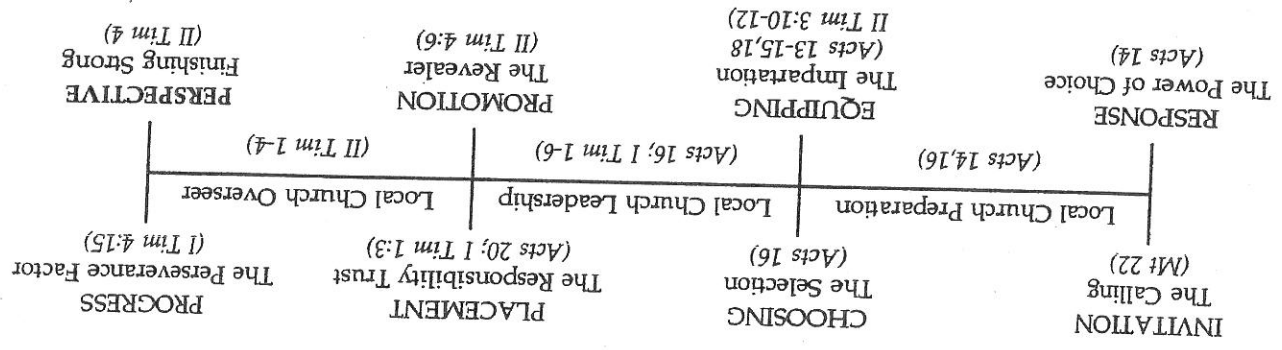 INVITATION
The Calling
(Mt 22)
CHOOSING
The Selection
(Acts 16)
PLACEMENT
The Responsibility Trust
(Acts 20; I Tim 1:3)
PROGRESS
The Perseverance Factor
(I Tim 4:15)
Local Church Preparation
(Acts 14,16)
Local Church Leadership
(Acts 16; I Tim 1-6)
Local Church Overseer
(II Tim 1-4)
RESPONSE
The Power of Choice
(Acts 14)
EQUIPPING
The Impartation
(Acts 13-15,18
II Tim 3:10-12)
PROMOTION
The Revealer
(II Tim 4:6)
PERSPECTIVE
Finishing Strong
(II Tim 4)